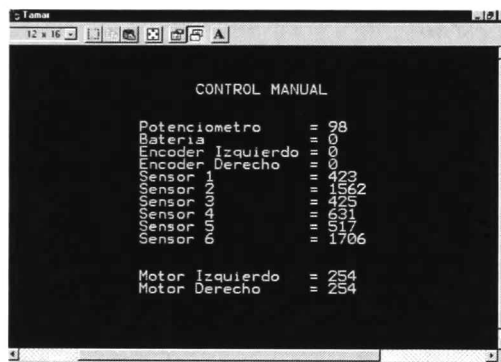 Tamar
12 x 16
A
CONTROL MANUAL
Potenciometro = 98
Bateria = 0
Encoder Izquierdo = 0
Encoder Derecho = 0
Sensor 1 = 423
Sensor 2 = 1562
Sensor 3 = 425
Sensor 4 = 631
Sensor 5 = 517
Sensor 6 = 1706
Motor Izquierdo = 254
Motor Derecho = 254